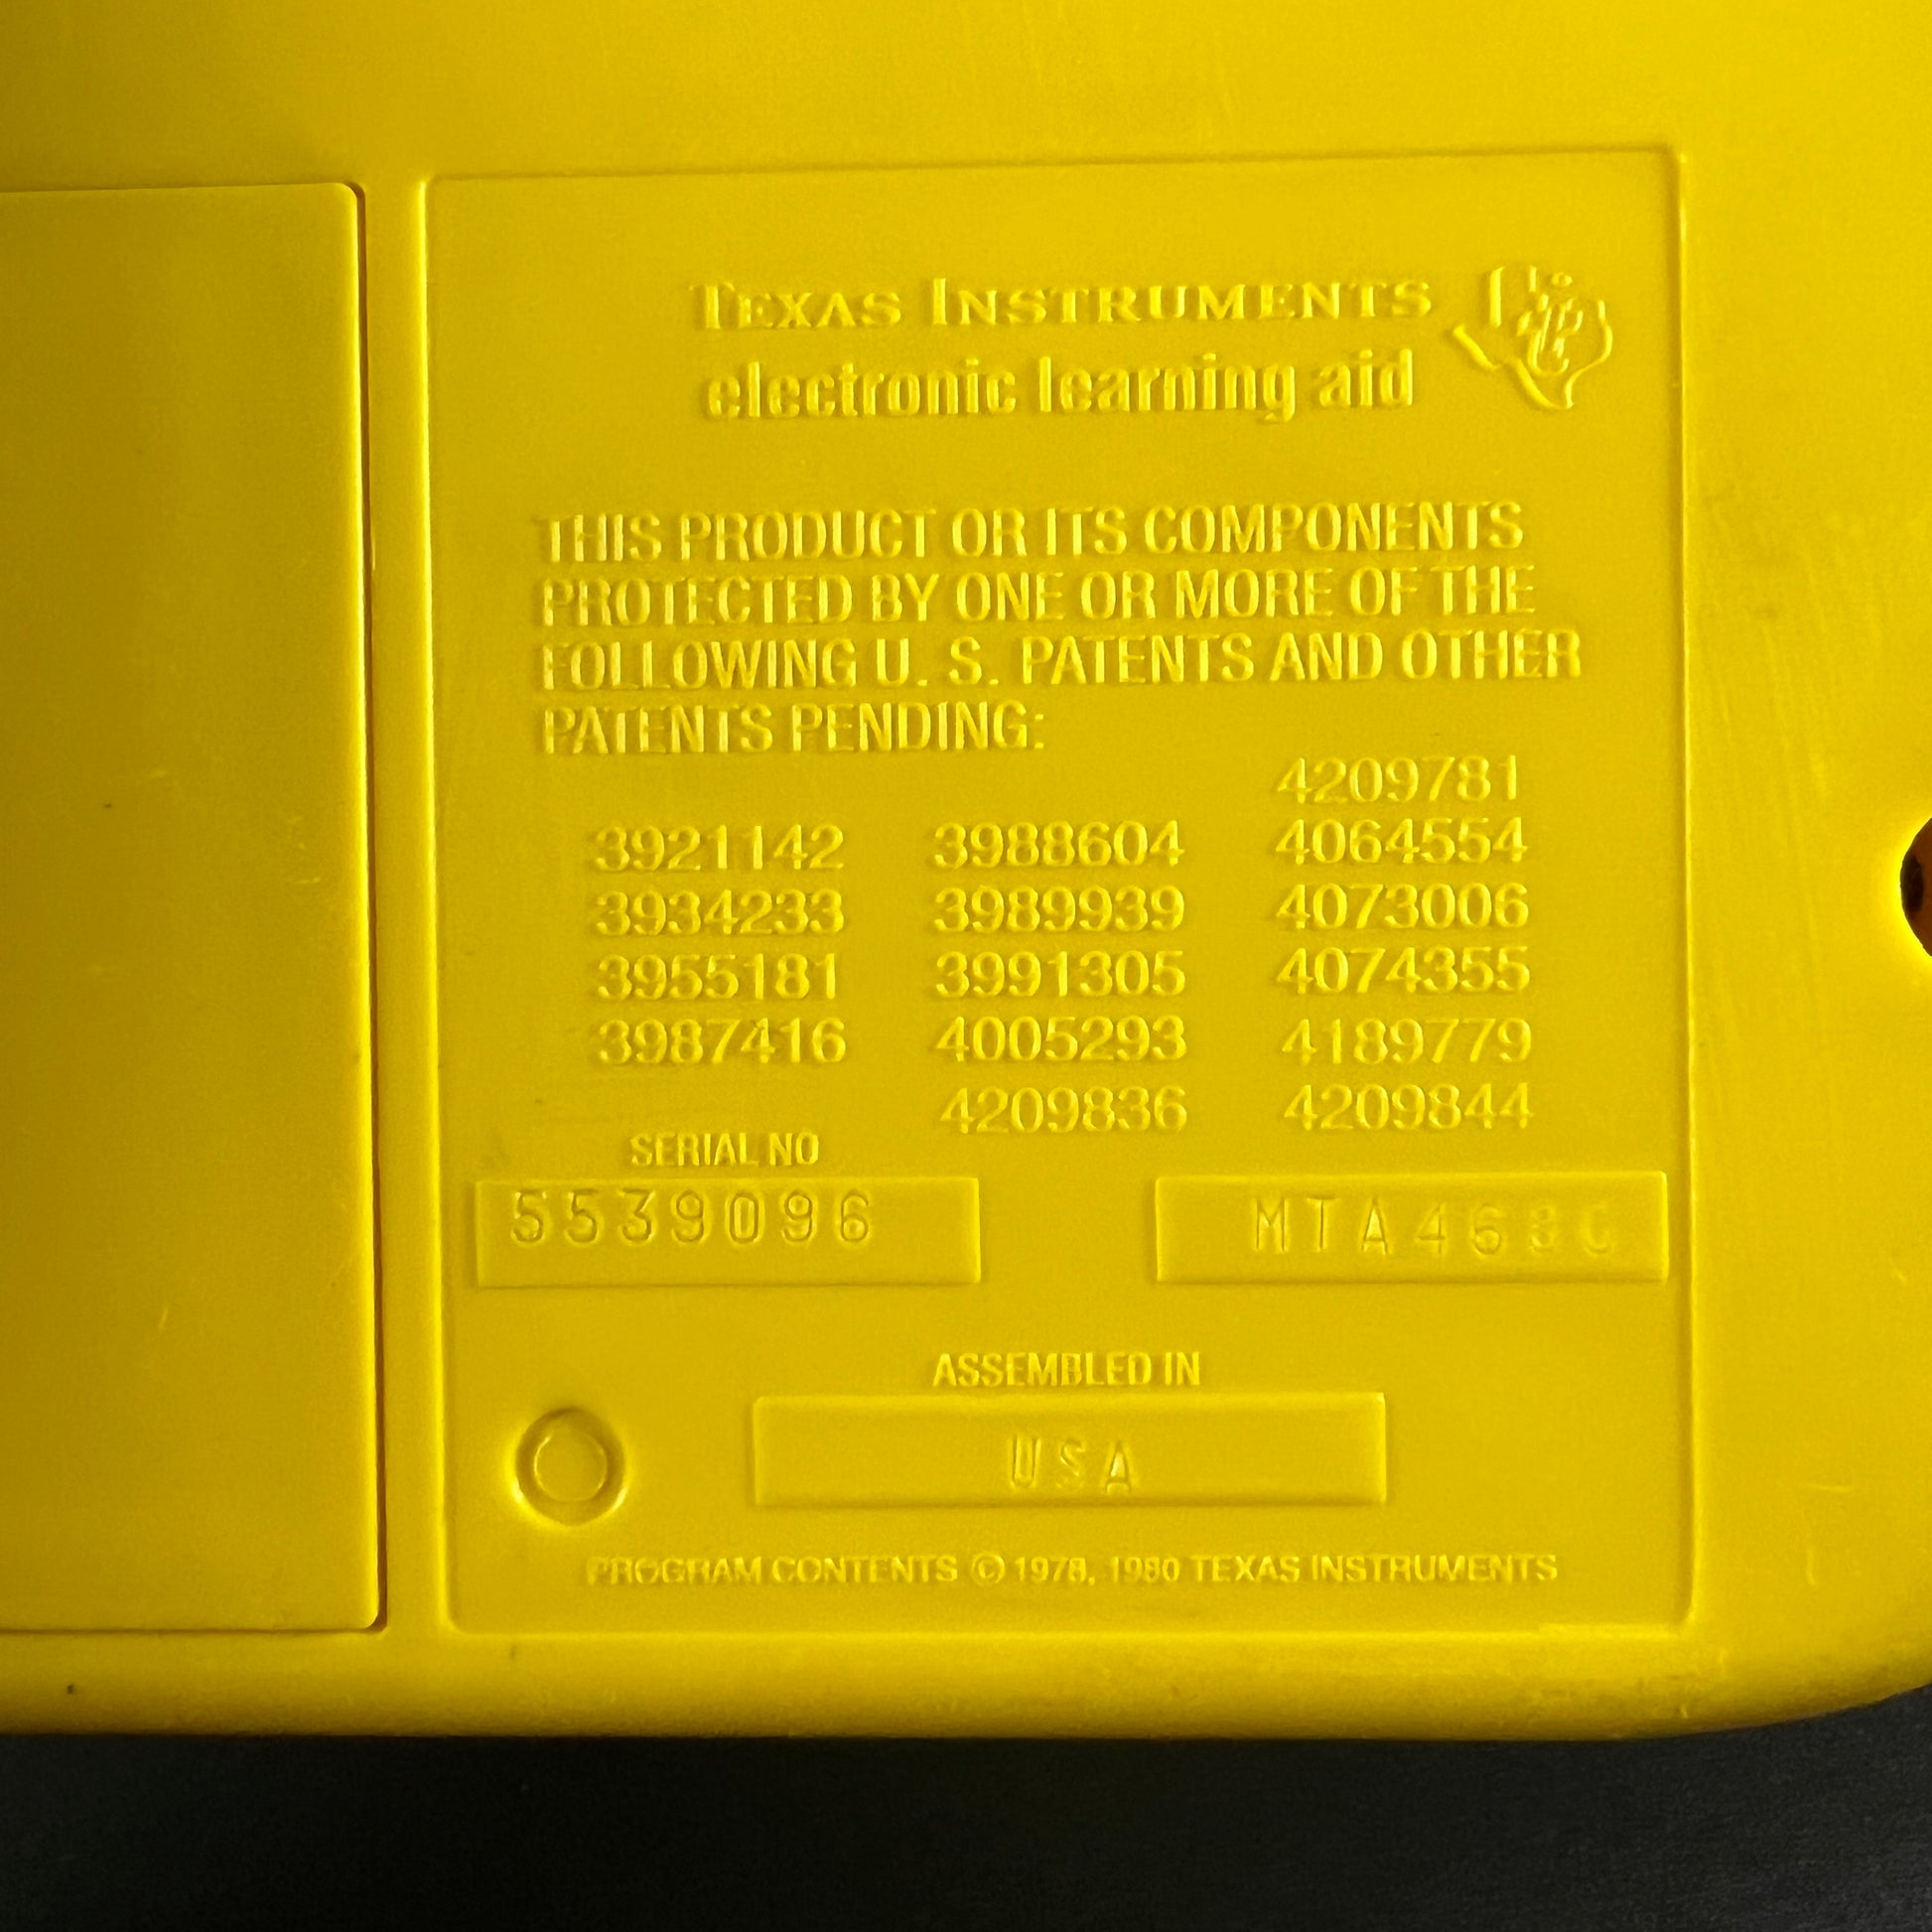 TEXAS INSTRUMENTS
electronic learning aid
THIS PRODUCT OR ITS COMPONENTS
PROTECTED BY ONE OR MORE OF THE
FOLLOWING U. S. PATENTS AND OTHER
PATENTS PENDING:
4209781
3921142 3988604 4064554
3934233 3989939 4073006
3955181 3991305 4074355
3987416 4005293 4189779
4209836 4209844
SERIAL NO
5539096
ASSEMBLED IN
USA
PROGRAM CONTENTS © 1978, 1980 TEXAS INSTRUMENTS